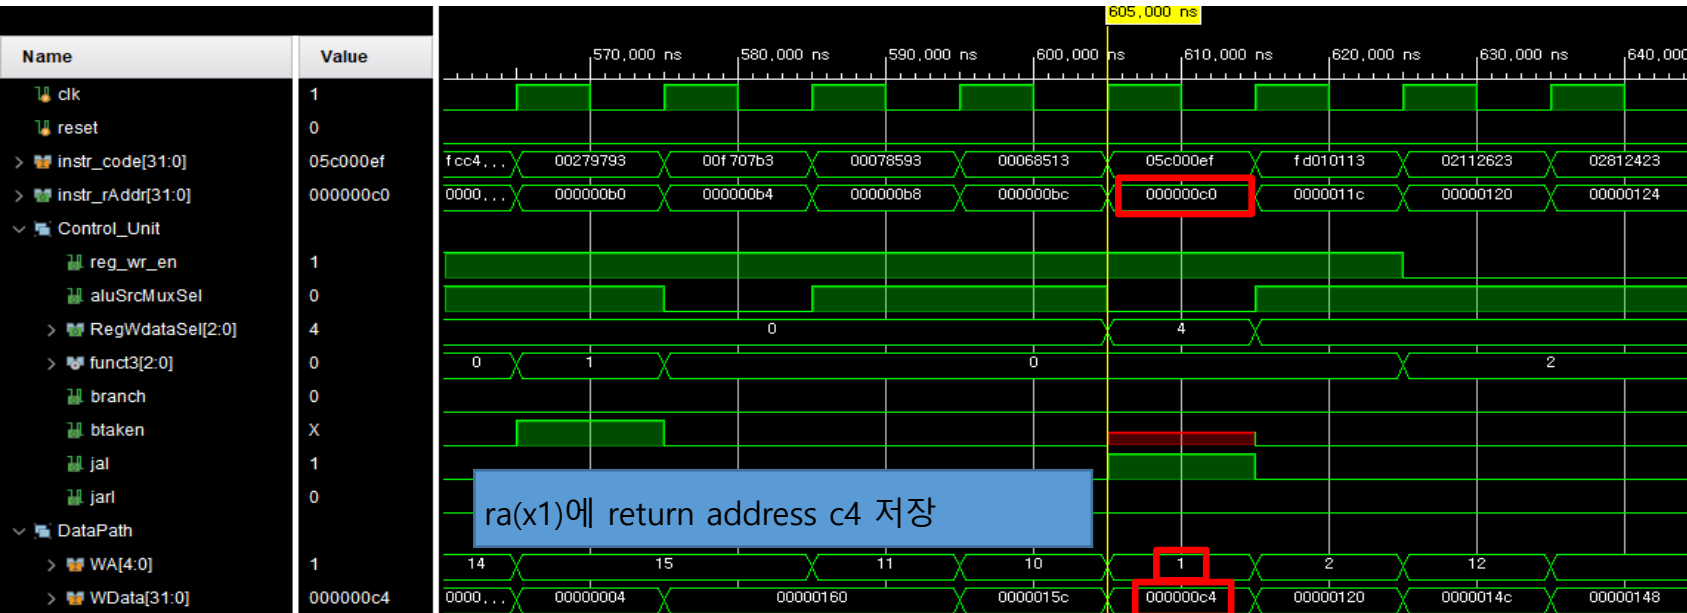 605,000 ns
Name Value 570,000 ns 580,000 ns 590,000 ns 600,000 ns 610,000 ns 620,000 ns 630,000 ns 640,000
clk 1
reset 0
instr_code[31:0] 05c000ef fcc4... 00279793 00f707b3 00078593 00068513 05c000ef fd010113 02112623 02812423
instr_rAddr[31:0] 000000c0 0000... 000000b0 000000b4 000000b8 000000bc 000000c0 0000011c 00000120 00000124
Control_Unit
reg_wr_en 1
aluSrcMuxSel 0
RegWdataSel[2:0] 4 0 4
funct3[2:0] 0 0 1 0 2
branch 0
btaken X
jal 1
jarl 0
ra(x1)에 return address c4 저장
DataPath
WA[4:0] 1 14 15 11 10 1 2 12
WData[31:0] 000000c4 0000... 00000004 00000160 0000015c 000000c4 00000120 0000014c 00000148